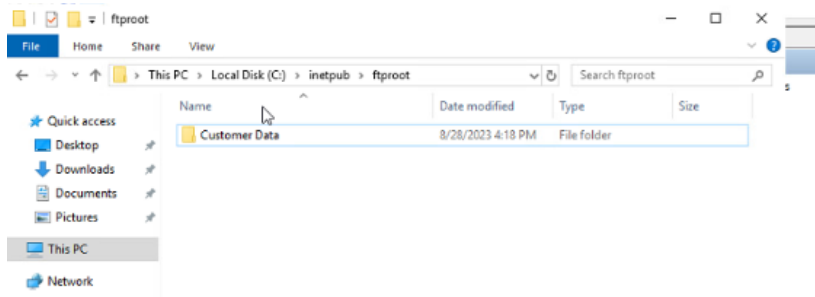 ftproot
File Home Share View
This PC > Local Disk (C:) > inetpub > ftproot Search ftproot
Name Date modified Type Size
Customer Data 8/28/2023 4:18 PM File folder
Quick access
Desktop
Downloads
Documents
Pictures
This PC
Network